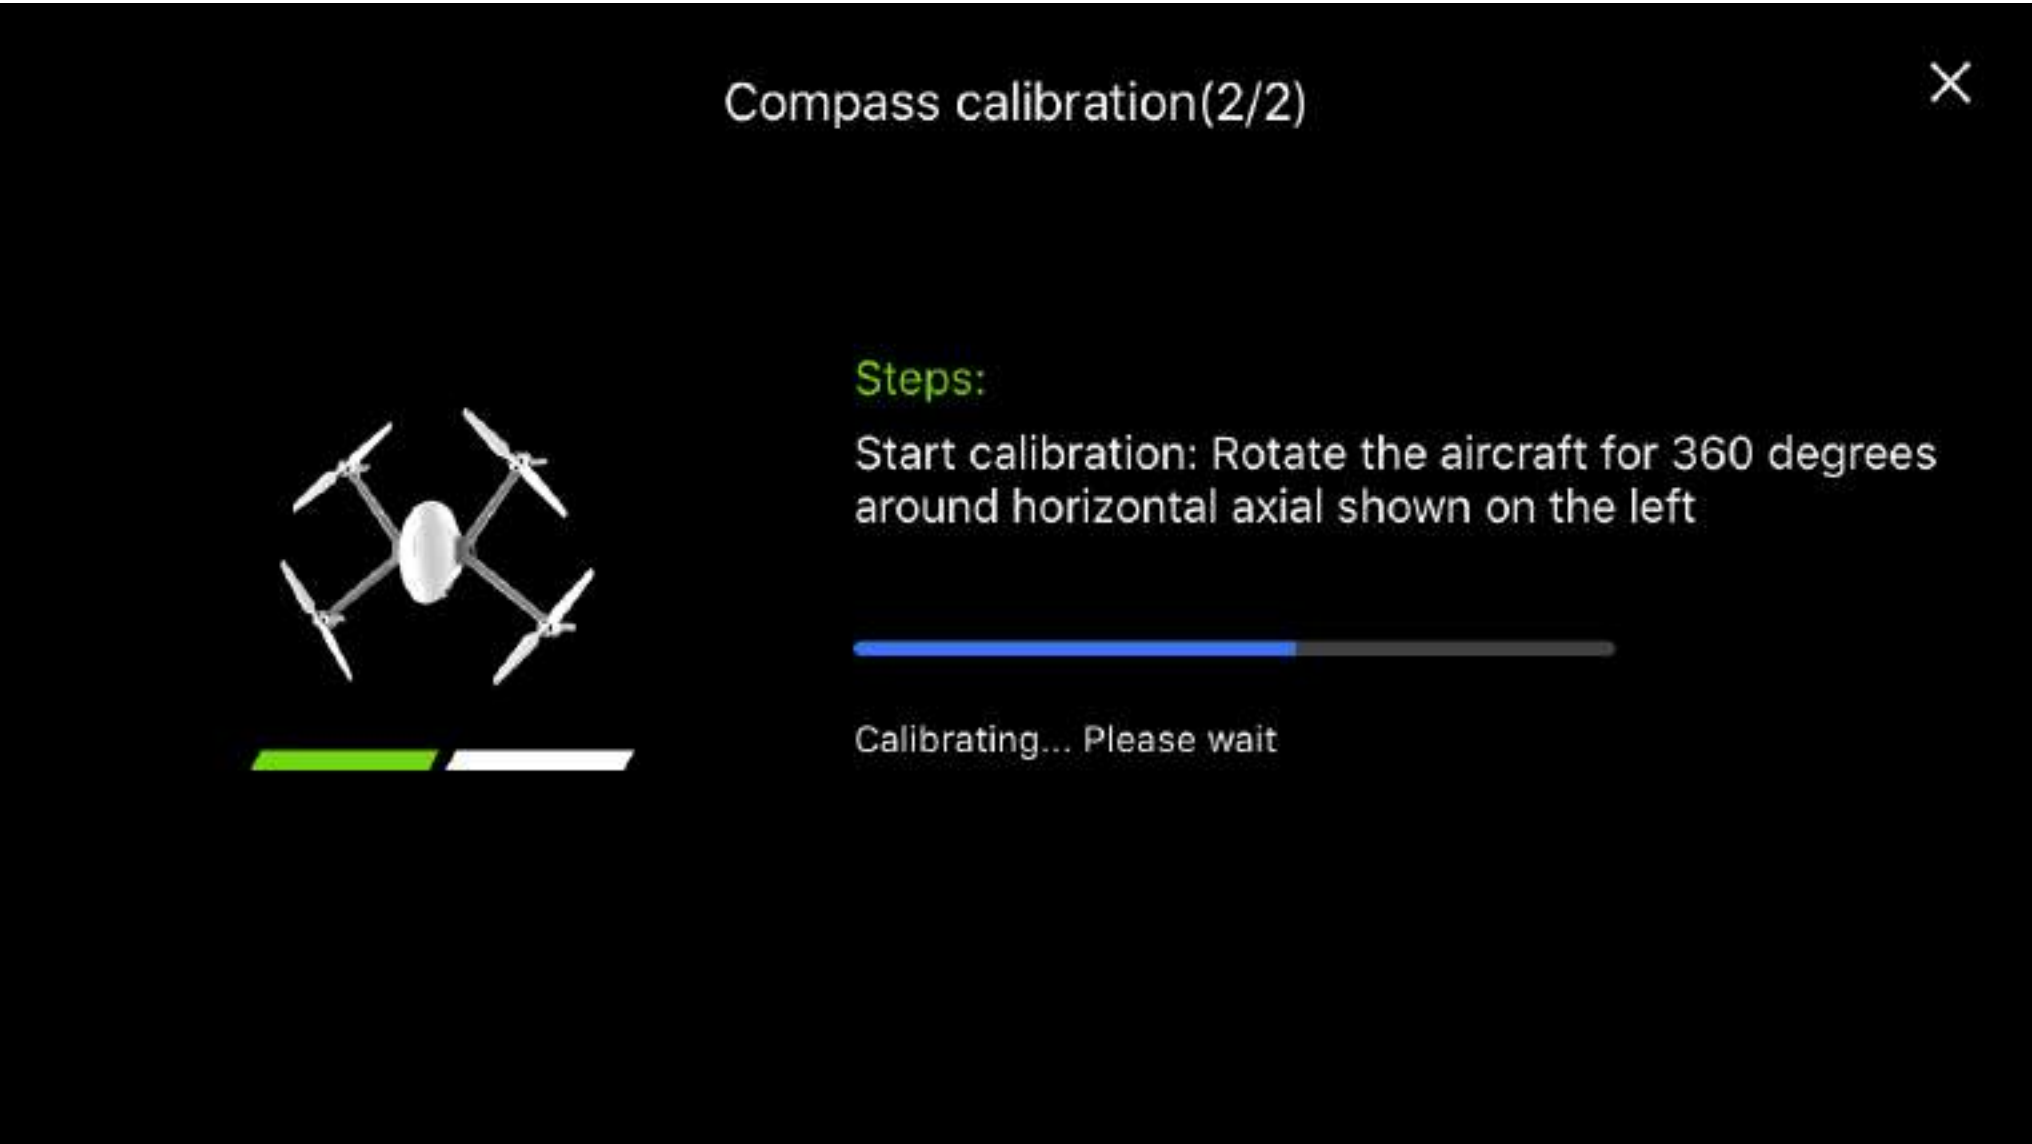 Compass calibration(2/2)
Steps:
Start calibration: Rotate the aircraft for 360 degrees
around horizontal axial shown on the left
Calibrating... Please wait